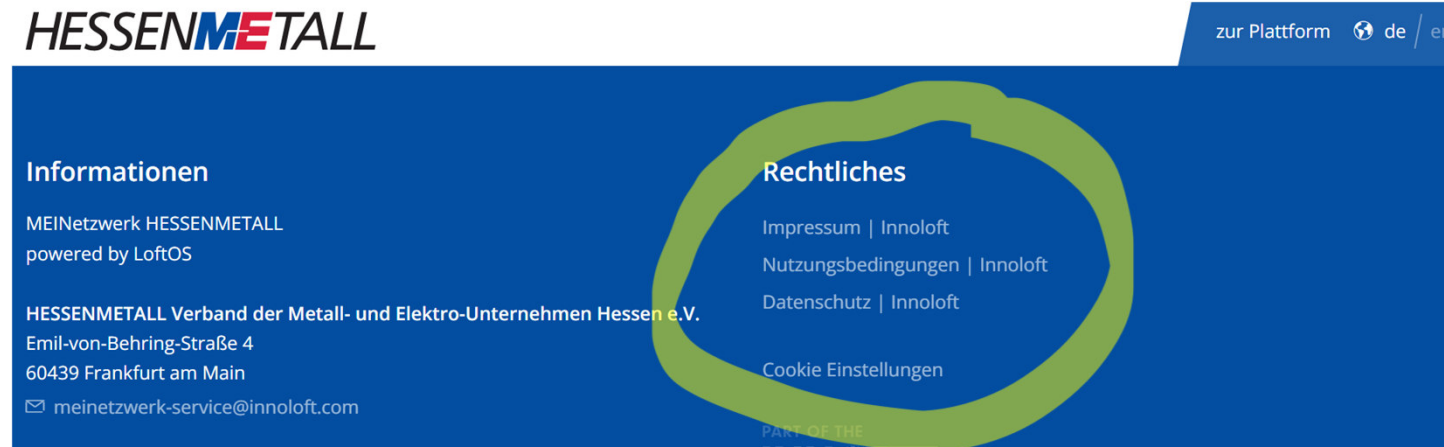 HESSENMETALL
zur Plattform de / en
Informationen
MEINetzwerk HESSENMETALL
powered by LoftOS
HESSENMETALL Verband der Metall- und Elektro-Unternehmen Hessen e.V.
Emil-von-Behring-Straße 4
60439 Frankfurt am Main
meinetzwerk-service@innoloft.com
Rechtliches
Impressum | Innoloft
Nutzungsbedingungen | Innoloft
Datenschutz | Innoloft
Cookie Einstellungen
PART OF THE